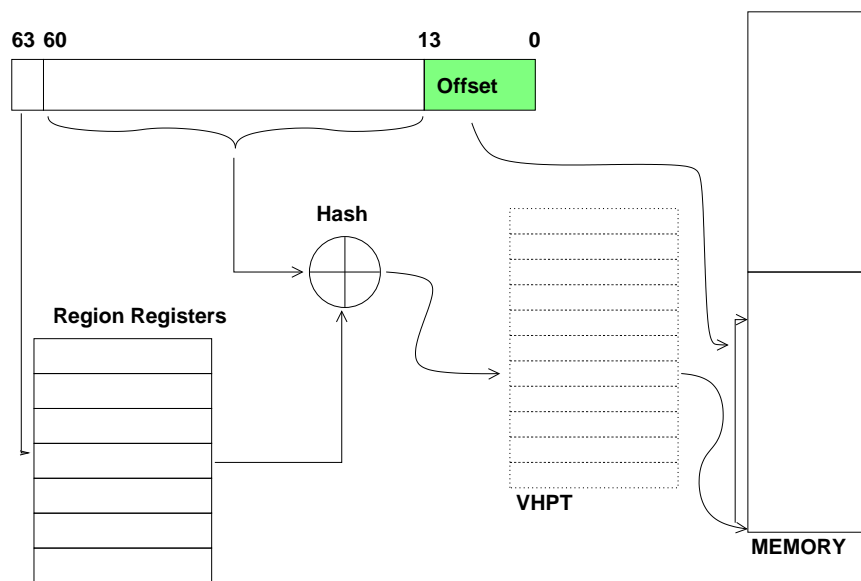 63 60 13 0
Offset
Hash
Region Registers
VHPT
MEMORY